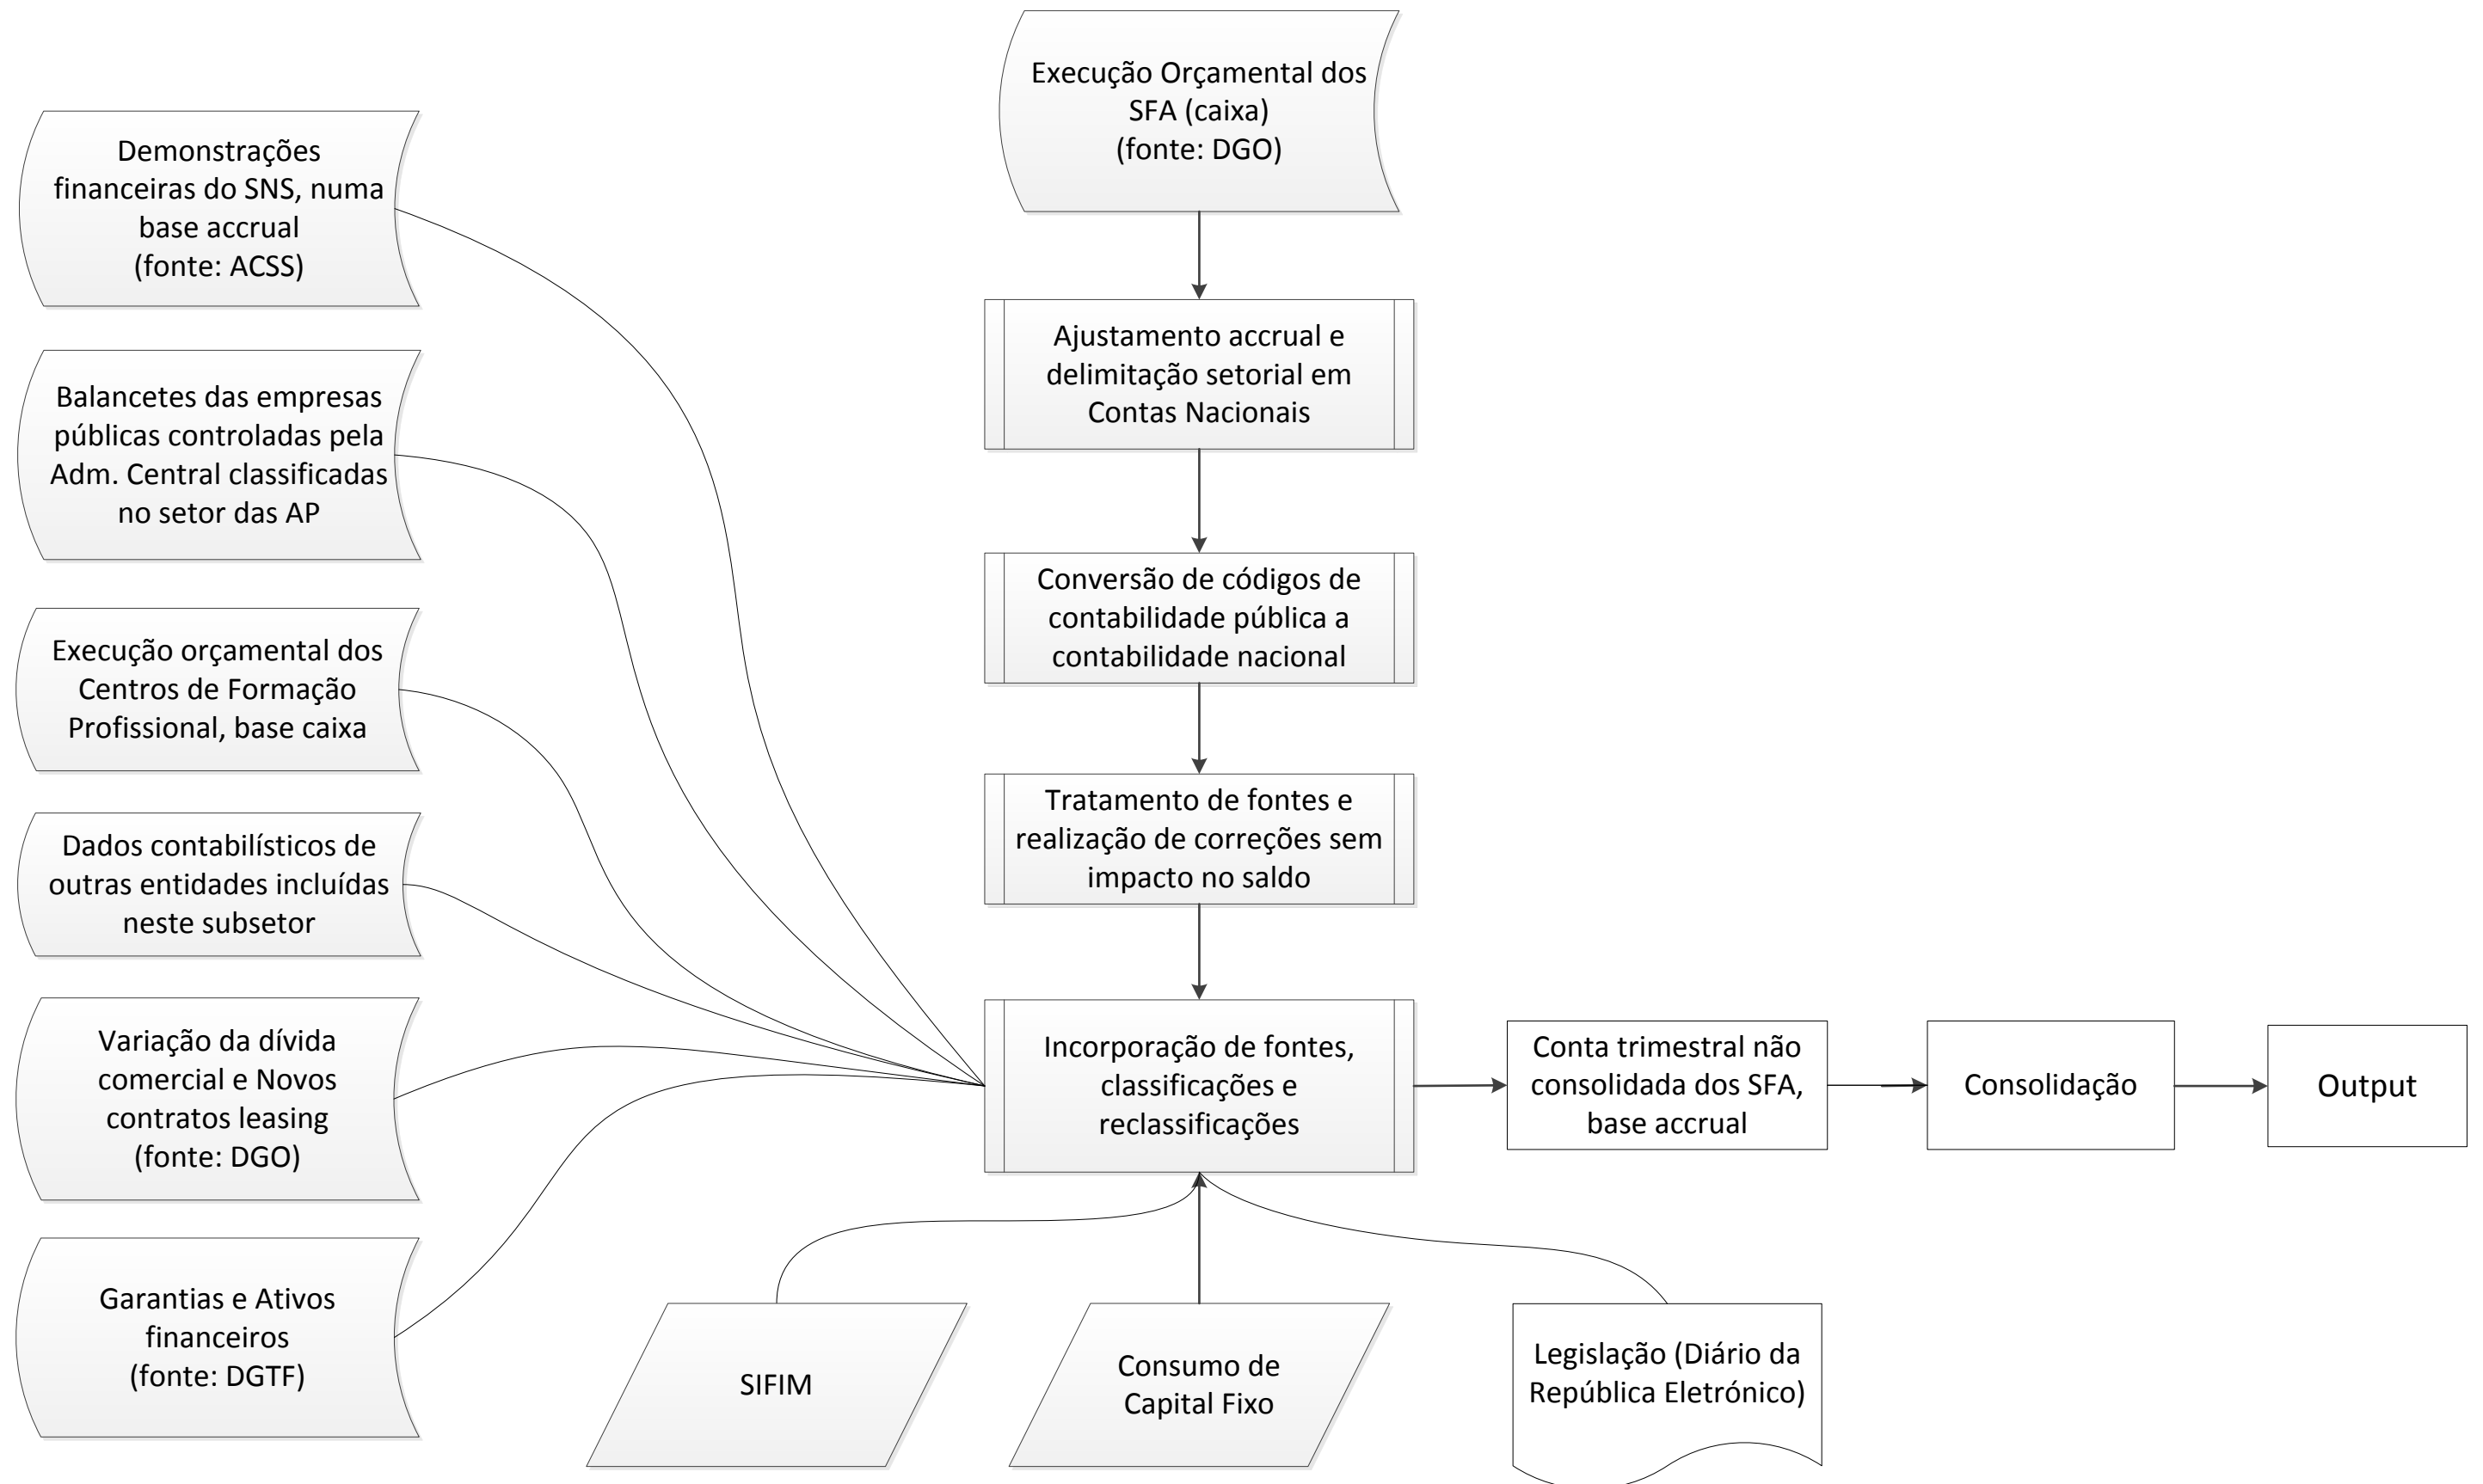 Execução Orçamental dos
SFA (caixa)
(fonte: DGO)
Demonstrações
financeiras do SNS, numa
base accrual
(fonte: ACSS)
Ajustamento accrual e
delimitação setorial em
Contas Nacionais
Balancetes das empresas
públicas controladas pela
Adm. Central classificadas
no setor das AP
Conversão de códigos de
contabilidade pública a
contabilidade nacional
Execução orçamental dos
Centros de Formação
Profissional, base caixa
Tratamento de fontes e
realização de correções sem
impacto no saldo
Dados contabilísticos de
outras entidades incluídas
neste subsetor
Variação da dívida
comercial e Novos
contratos leasing
(fonte: DGO)
Incorporação de fontes,
classificações e
reclassificações
Conta trimestral não
consolidada dos SFA,
base accrual
Consolidação
Output
Garantias e Ativos
financeiros
(fonte: DGTF)
SIFIM
Consumo de
Capital Fixo
Legislação (Diário da
República Eletrónico)